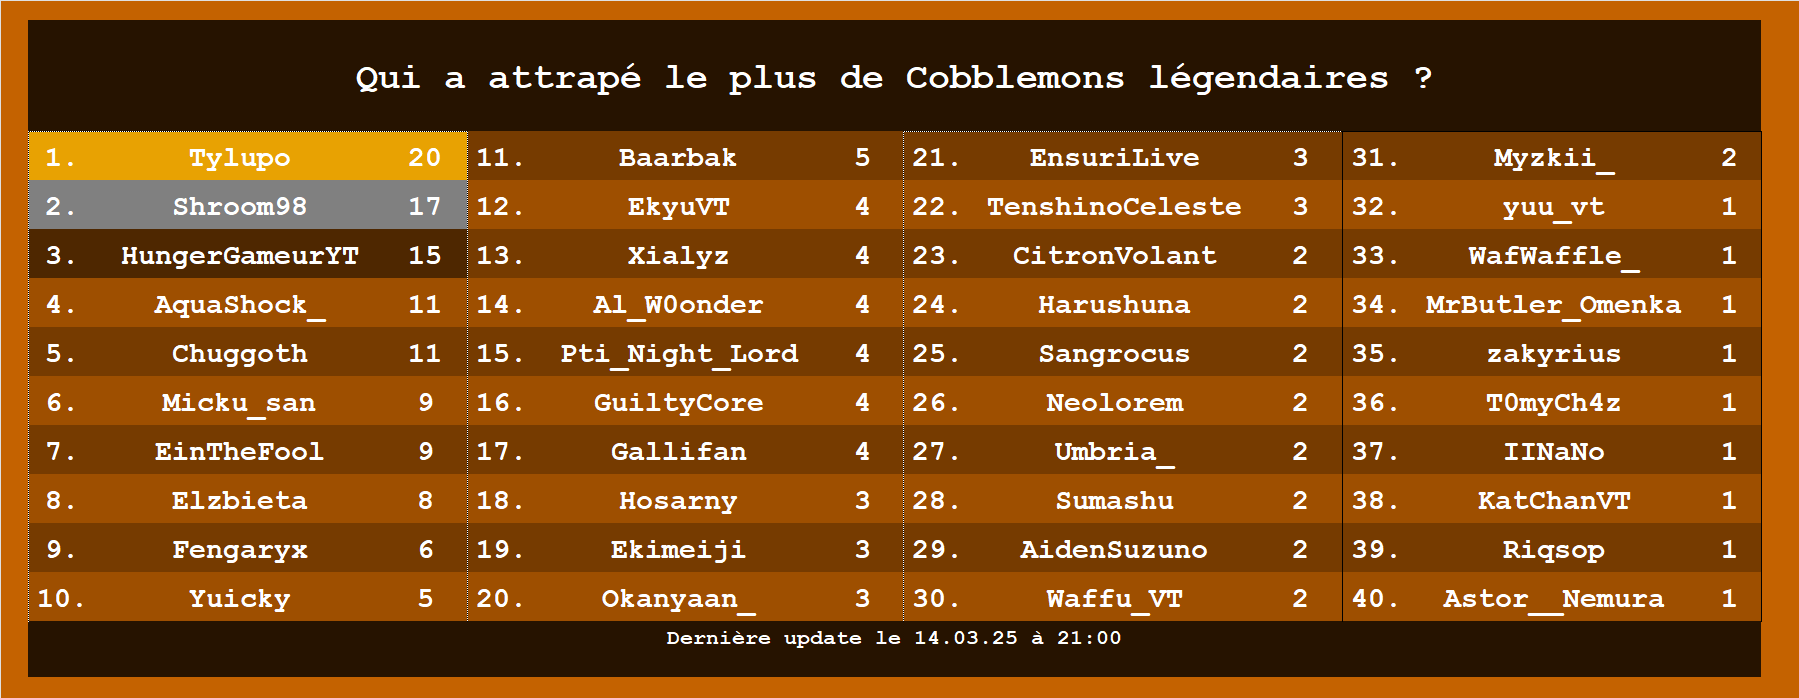 Qui a attrapé le plus de Cobblemons légendaires ?
1. Tylupo 20 11. Baarbak 5 21. EnsuriLive 3 31. Myzkii_ 2
2. Shroom98 17 12. EkyuVT 4 22. TenshinoCeleste 3 32. yuu_vt 1
3. HungerGameurYT 15 13. Xialyz 4 23. CitronVolant 2 33. WafWaffle_ 1
4. AquaShock_ 11 14. Al_W0onder 4 24. Harushuna 2 34. MrButler_Omenka 1
5. Chuggoth 11 15. Pti_Night_Lord 4 25. Sangrocus 2 35. zakyrius 1
6. Micku_san 9 16. GuiltyCore 4 26. Neolorem 2 36. T0myCh4z 1
7. EinTheFool 9 17. Gallifan 4 27. Umbria_ 2 37. IINaNo 1
8. Elzbieta 8 18. Hosarny 3 28. Sumashu 2 38. KatChanVT 1
9. Fengaryx 6 19. Ekimeiji 3 29. AidenSuzuno 2 39. Riqsop 1
10. Yuicky 5 20. Okanyaan_ 3 30. Waffu_VT 2 40. Astor__Nemura 1
Dernière update le 14.03.25 à 21:00